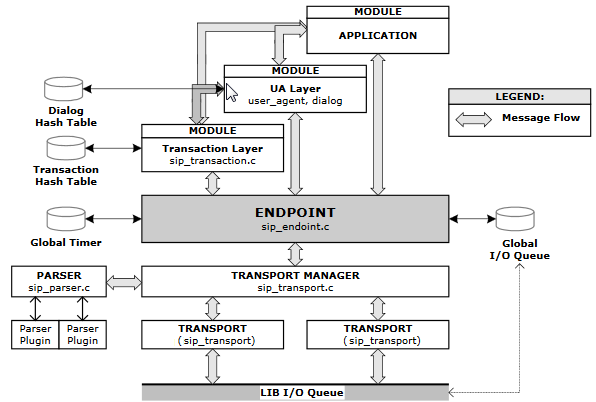 MODULE
APPLICATION
MODULE
UA Layer
user_agent, dialog
Dialog
Hash Table
LEGEND:
Message Flow
MODULE
Transaction Layer
sip_transaction.c
Transaction
Hash Table
ENDPOINT
sip_endoint.c
Global Timer
Global
I/O Queue
PARSER
sip_parser.c
TRANSPORT MANAGER
sip_transport.c
Parser
Plugin
Parser
Plugin
TRANSPORT
( sip_transport)
TRANSPORT
( sip_transport)
LIB I/O Queue